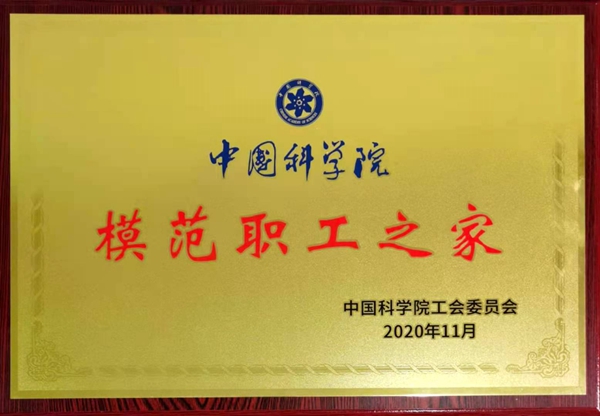 中国科学院
模范职工之家
中国科学院工会委员会
2020年11月